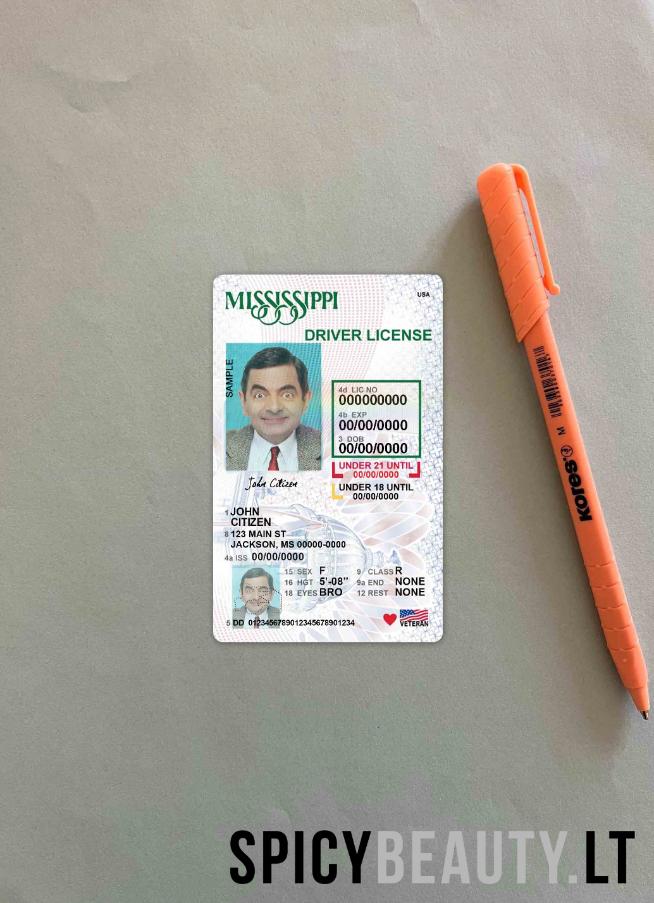 MISSISSIPPI
USA
DRIVER LICENSE
SAMPLE
4d LIC NO
000000000
4b EXP
00/00/0000
3 DOB
00/00/0000
UNDER 21 UNTIL
00/00/0000
UNDER 18 UNTIL
00/00/0000
John Citizen
1 JOHN
CITIZEN
8 123 MAIN ST
JACKSON, MS 00000-0000
4a ISS 00/00/0000
15 SEX F 9 CLASS R
16 HGT 5'-08" 9a END NONE
18 EYES BRO 12 REST NONE
5 DD 0123456789012345678901234
VETERAN
M
Kores
SPICYBEAUTY.LT